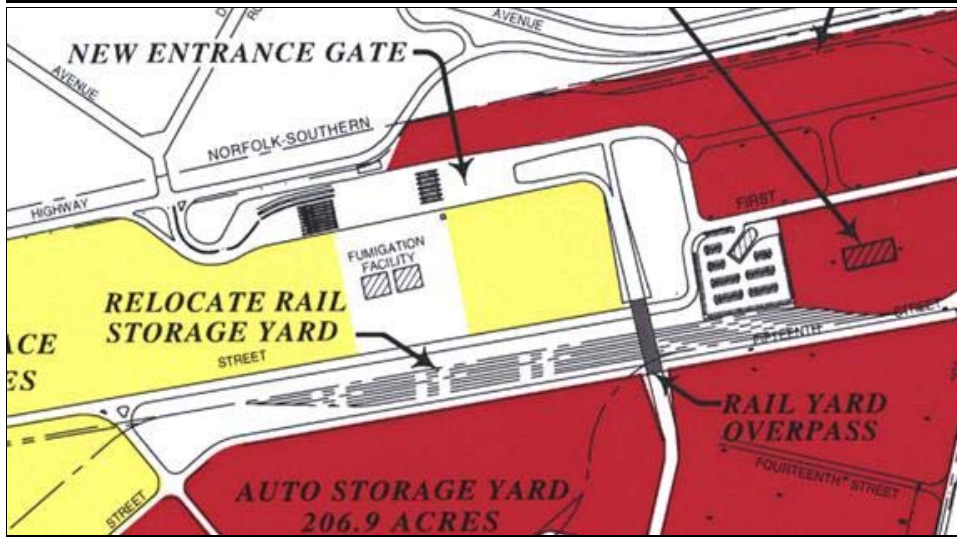 AVENUE
NEW ENTRANCE GATE
AVENUE
NORFOLK-SOUTHERN
HIGHWAY
FIRST
FUMIGATION
FACILITY
RELOCATE RAIL
STORAGE YARD
STREET
FIFTEENTH
STREET
ACE
ES
RAIL YARD
OVERPASS
FOURTEENTH STREET
AUTO STORAGE YARD
206.9 ACRES
STREET